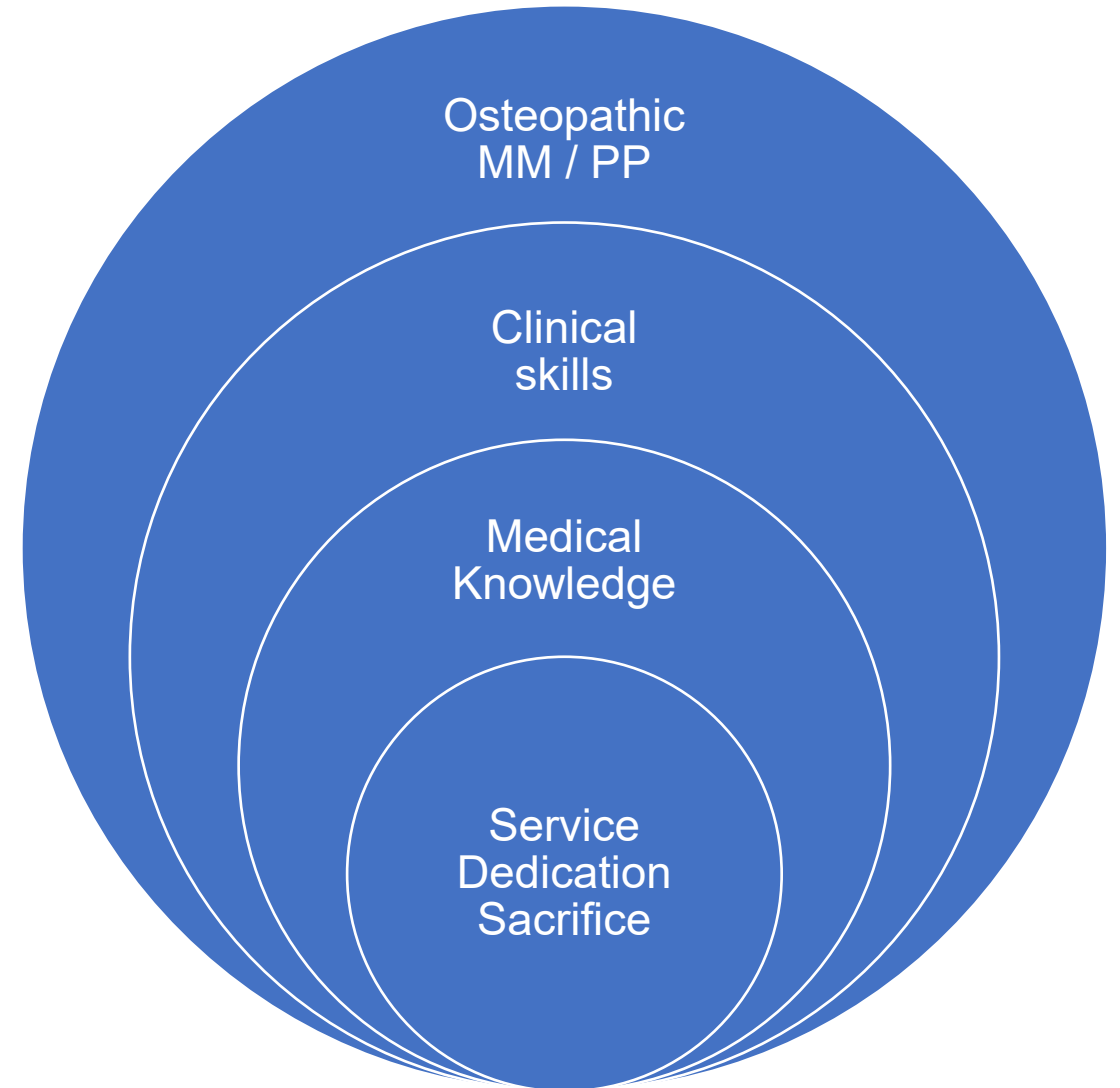 Osteopathic
MM / PP
Clinical
skills
Medical
Knowledge
Service
Dedication
Sacrifice